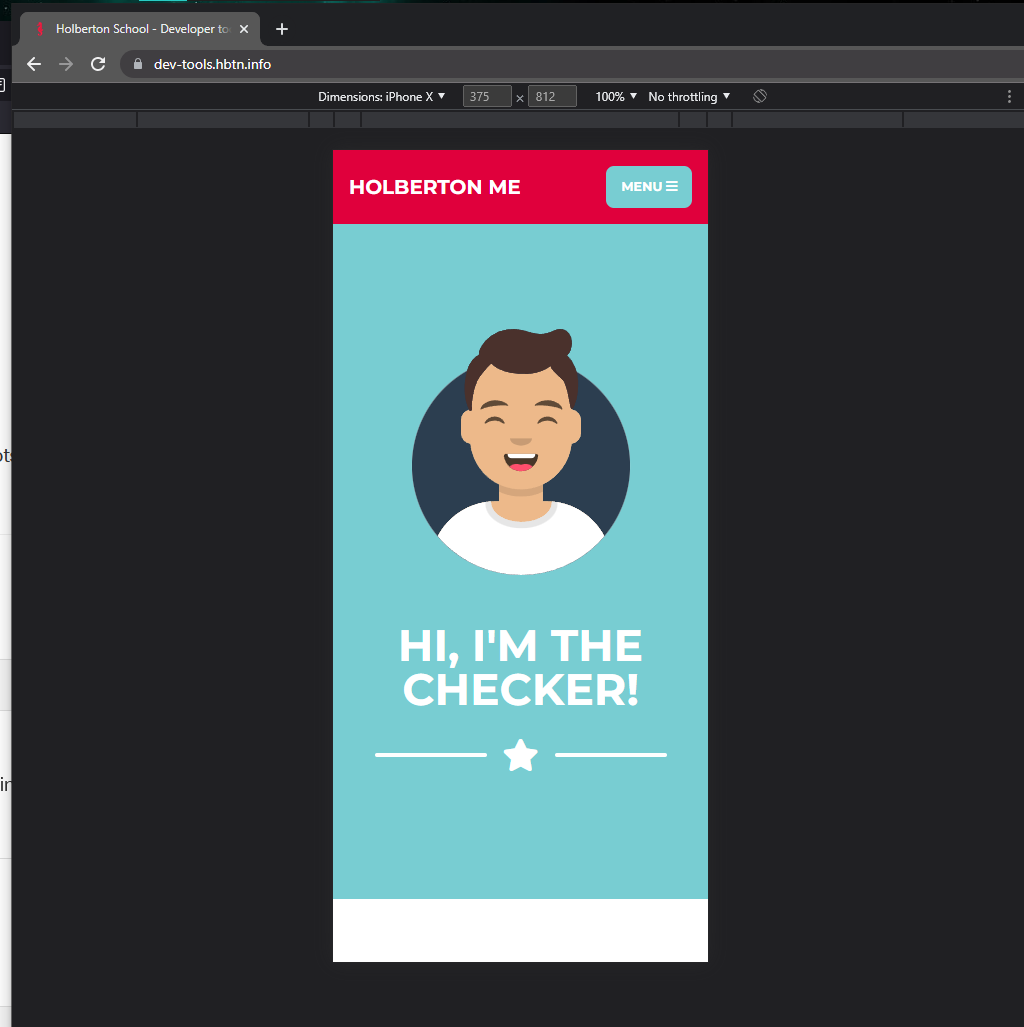 Holberton School - Developer to
dev-tools.hbtn.info
Dimensions: iPhone X 375 x 812 100% No throttling
HOLBERTON ME
MENU
HI, I'M THE
CHECKER!